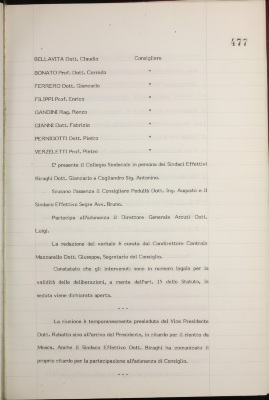 477
BELLAVITA Dott. Claudio Consigliere
BONATO Prof. Dott. Corrado "
FERRERO Dott. Giancarlo "
FILIPPI Prof. Enrico "
GANDINI Rag. Renzo "
GIANNI Dott. Fabrizio "
PERNIGOTTI Dott. Pietro "
VERZELETTI Prof. Pietro "
E' presente il Collegio Sindacale in persona dei Sindaci Effettivi
Biraghi Dott. Giancarlo e Cogliandro Sig. Antonino.
Scusano l'assenza il Consigliere Pedullà Dott. Ing. Augusto e il
Sindaco Effettivo Segre Avv. Bruno.
Partecipa all'adunanza il Direttore Generale Arcuti Dott.
Luigi.
La redazione del verbale è curata dal Condirettore Centrale
Mazzarello Dott. Giuseppe, Segretario del Consiglio.
Constatato che gli intervenuti sono in numero legale per la
validità delle deliberazioni, a mente dell'art. 15 dello Statuto, la
seduta viene dichiarata aperta.
- - -
La riunione è temporaneamente presieduta dal Vice Presidente
Dott. Rabatto sino all'arrivo del Presidente, in ritardo per il rientro da
Mosca. Anche il Sindaco Effettivo Dott. Biraghi ha comunicato il
proprio ritardo per la partecipazione all'adunanza di Consiglio.
- - -